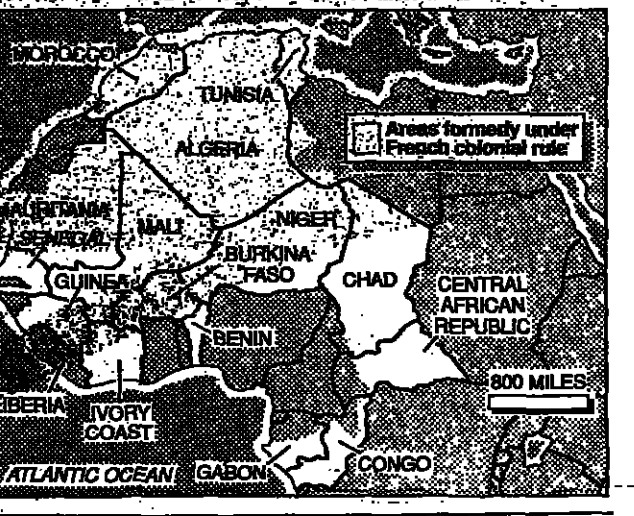 MOROCCO
TUNISIA
Areas formerly under
French colonial rule
ALGERIA
MAURITANIA
SENEGAL
MALI
NIGER
GUINEA
BURKINA
FASO
CHAD
CENTRAL
AFRICAN
REPUBLIC
BENIN
800 MILES
IBERIA
IVORY
COAST
ATLANTIC OCEAN
GABON
CONGO